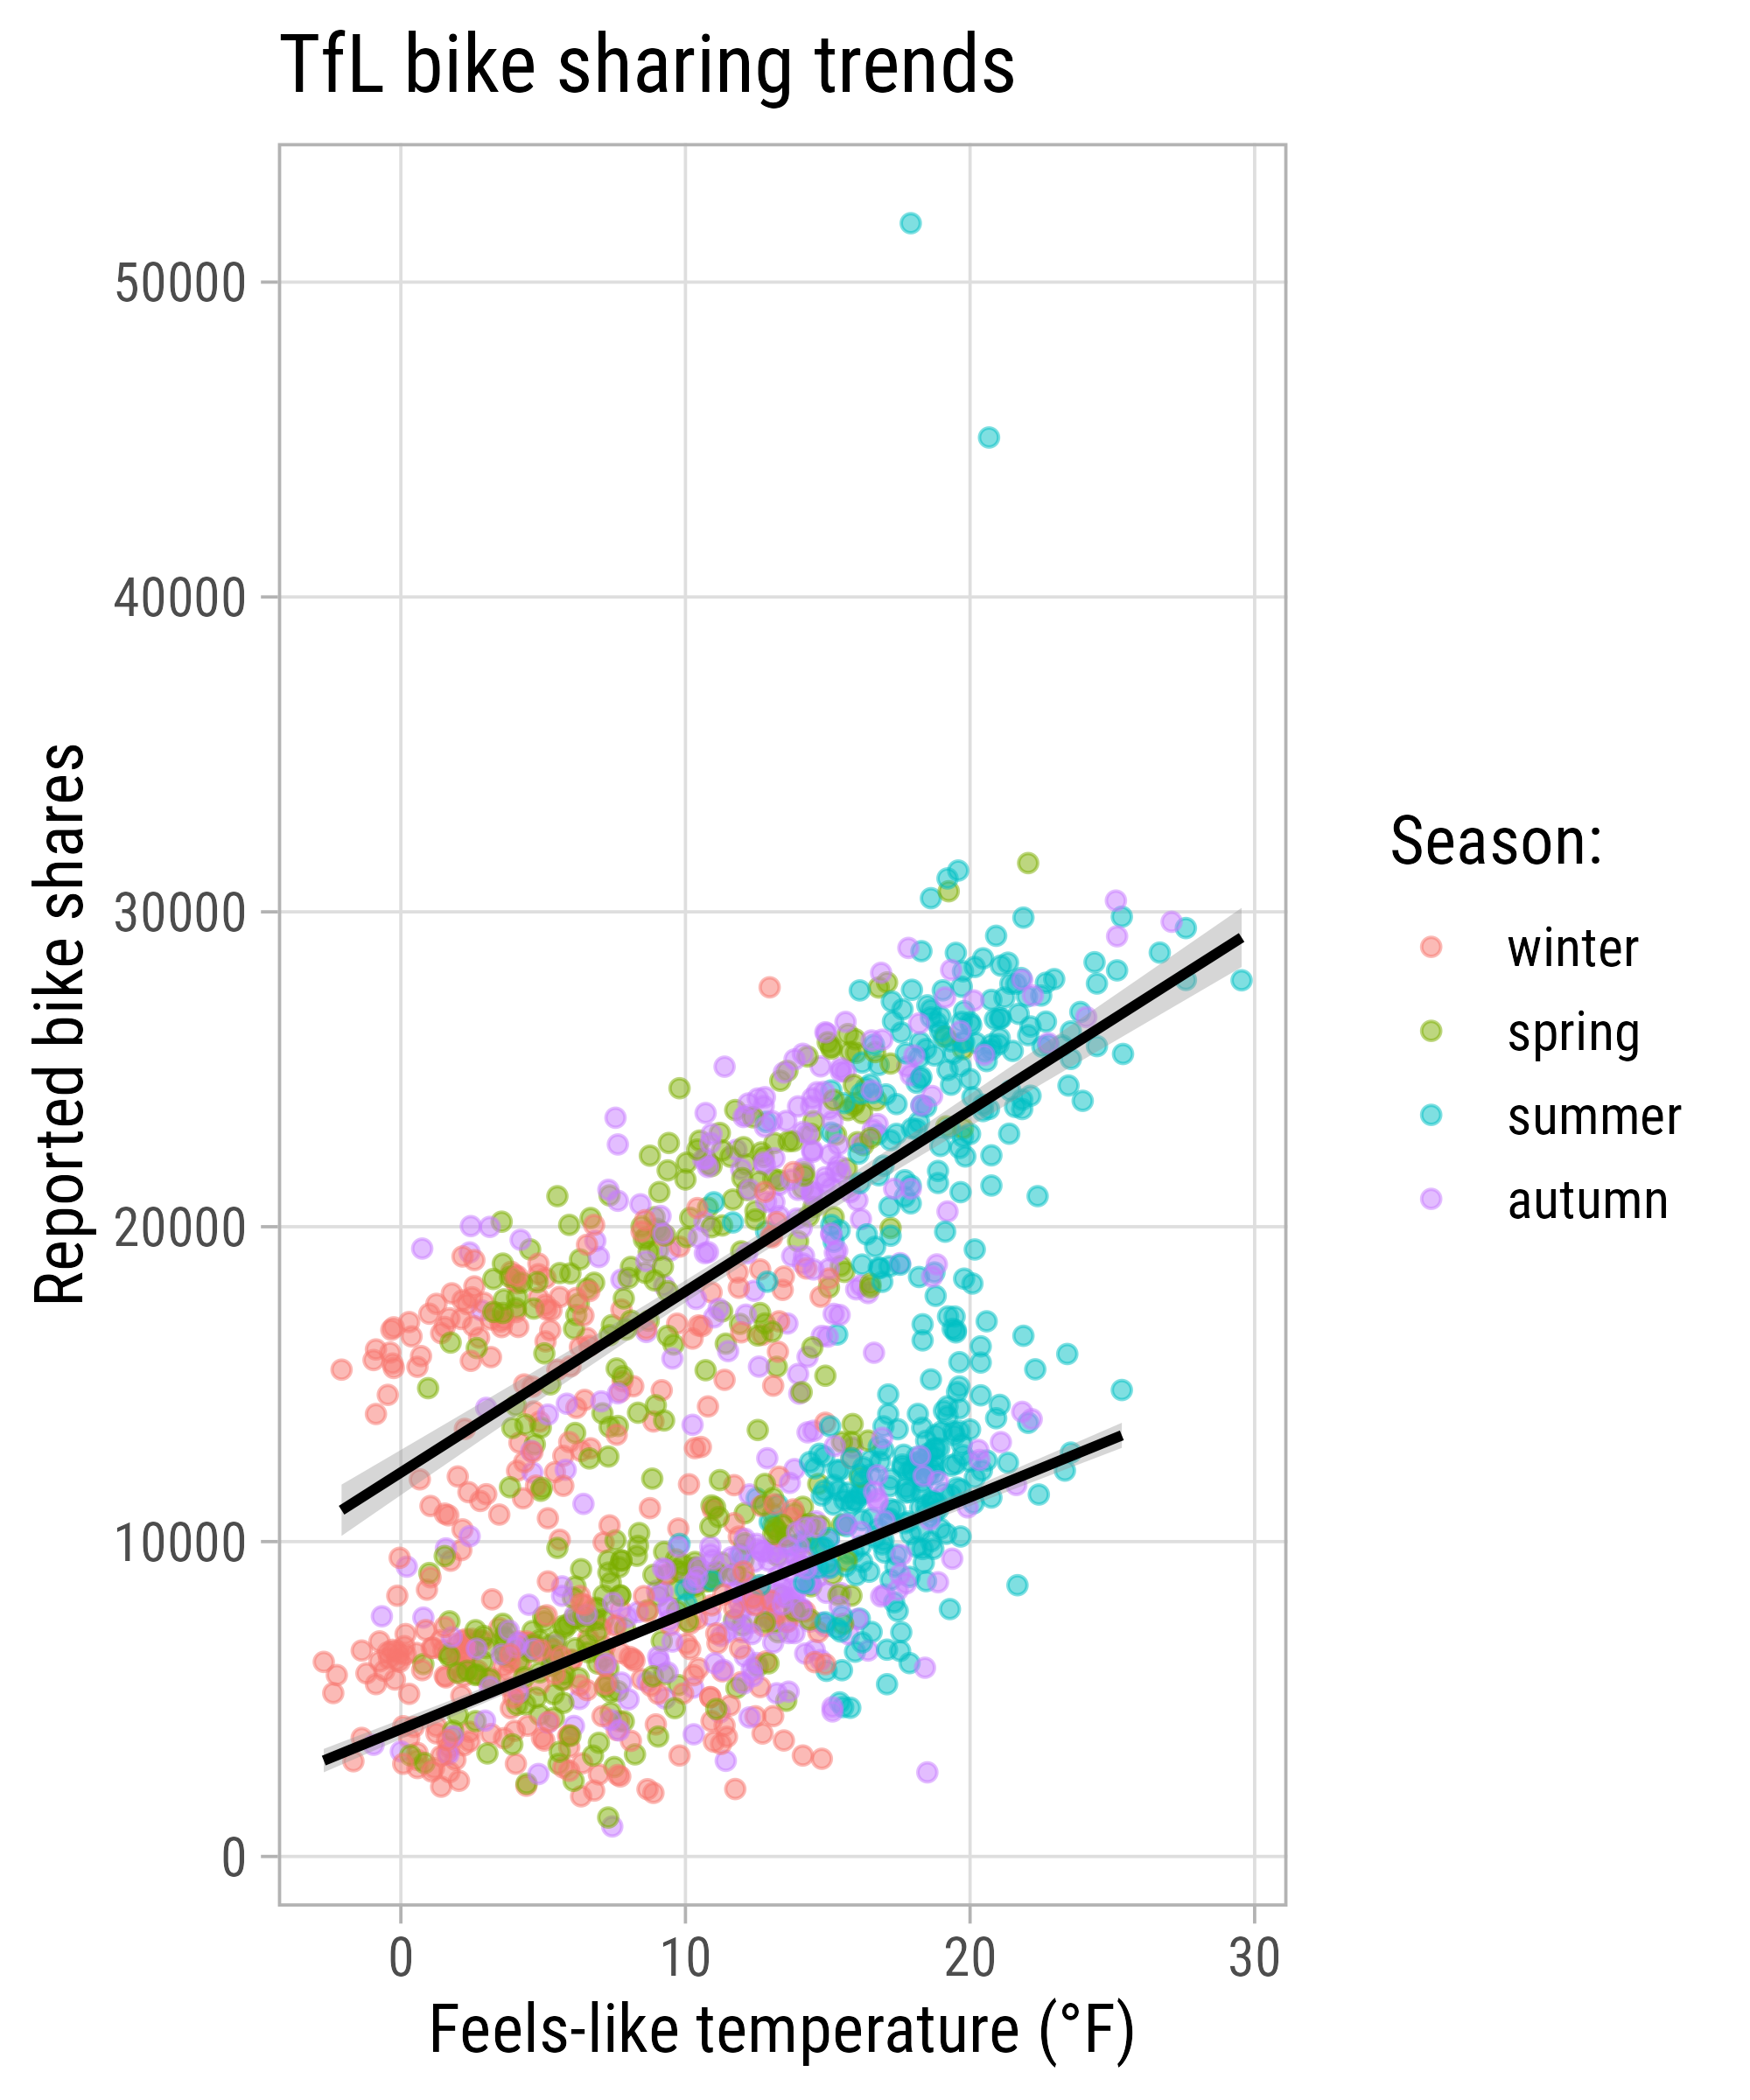 TfL bike sharing trends
Reported bike shares
50000
40000
30000
20000
10000
0
0 10 20 30
Feels-like temperature (°F)
Season:
winter
spring
summer
autumn